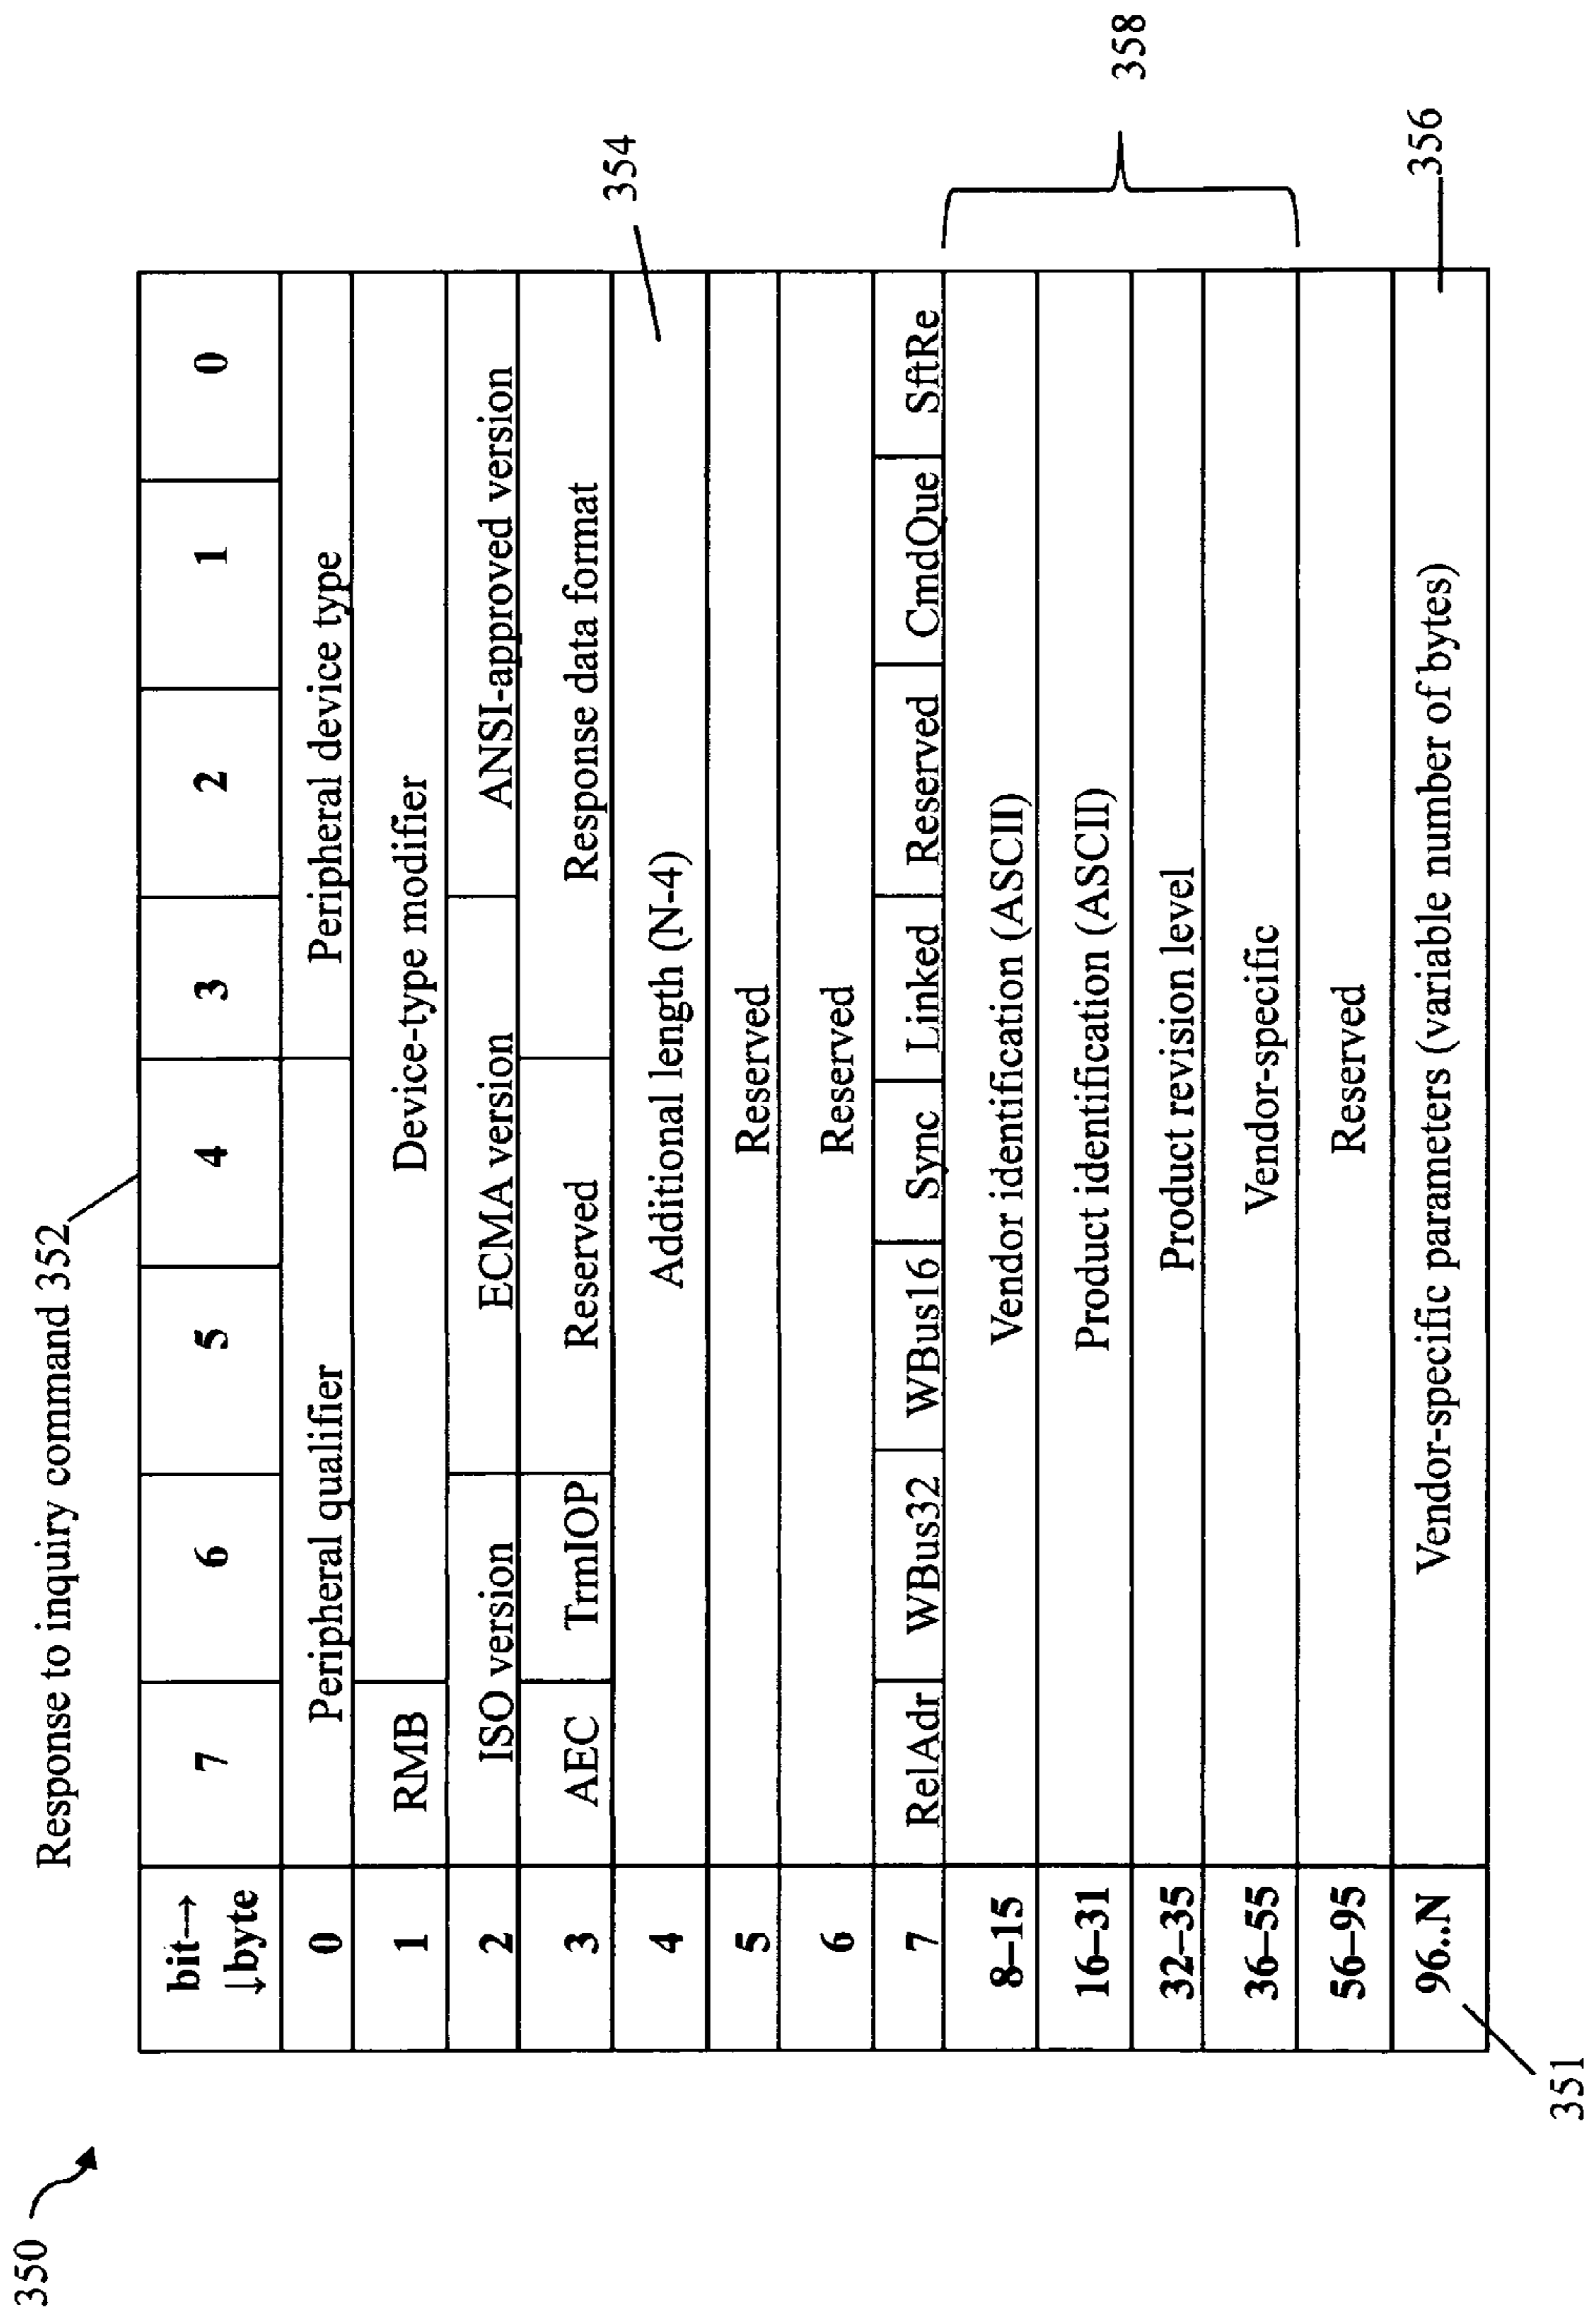 350
Response to inquiry command 352
bit→ 7 6 5 4 3 2 1 0
↓byte
0 Peripheral qualifier Peripheral device type
1 RMB Device-type modifier
2 ISO version ECMA version ANSI-approved version
3 AEC TrmIOP Reserved Response data format
4 Additional length (N-4)
354
5 Reserved
6 Reserved
7 RelAdr WBus32 WBus16 Sync Linked Reserved CmdQue SftRe
8–15 Vendor identification (ASCII)
16–31 Product identification (ASCII)
32–35 Product revision level
36–55 Vendor-specific
358
56–95 Reserved
96..N Vendor-specific parameters (variable number of bytes)
356
351